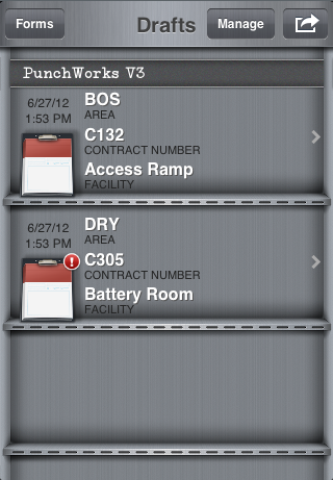 Forms
Drafts
Manage
PunchWorks V3
6/27/12
1:53 PM
BOS
AREA
C132
CONTRACT NUMBER
Access Ramp
FACILITY
6/27/12
1:53 PM
!
DRY
AREA
C305
CONTRACT NUMBER
Battery Room
FACILITY